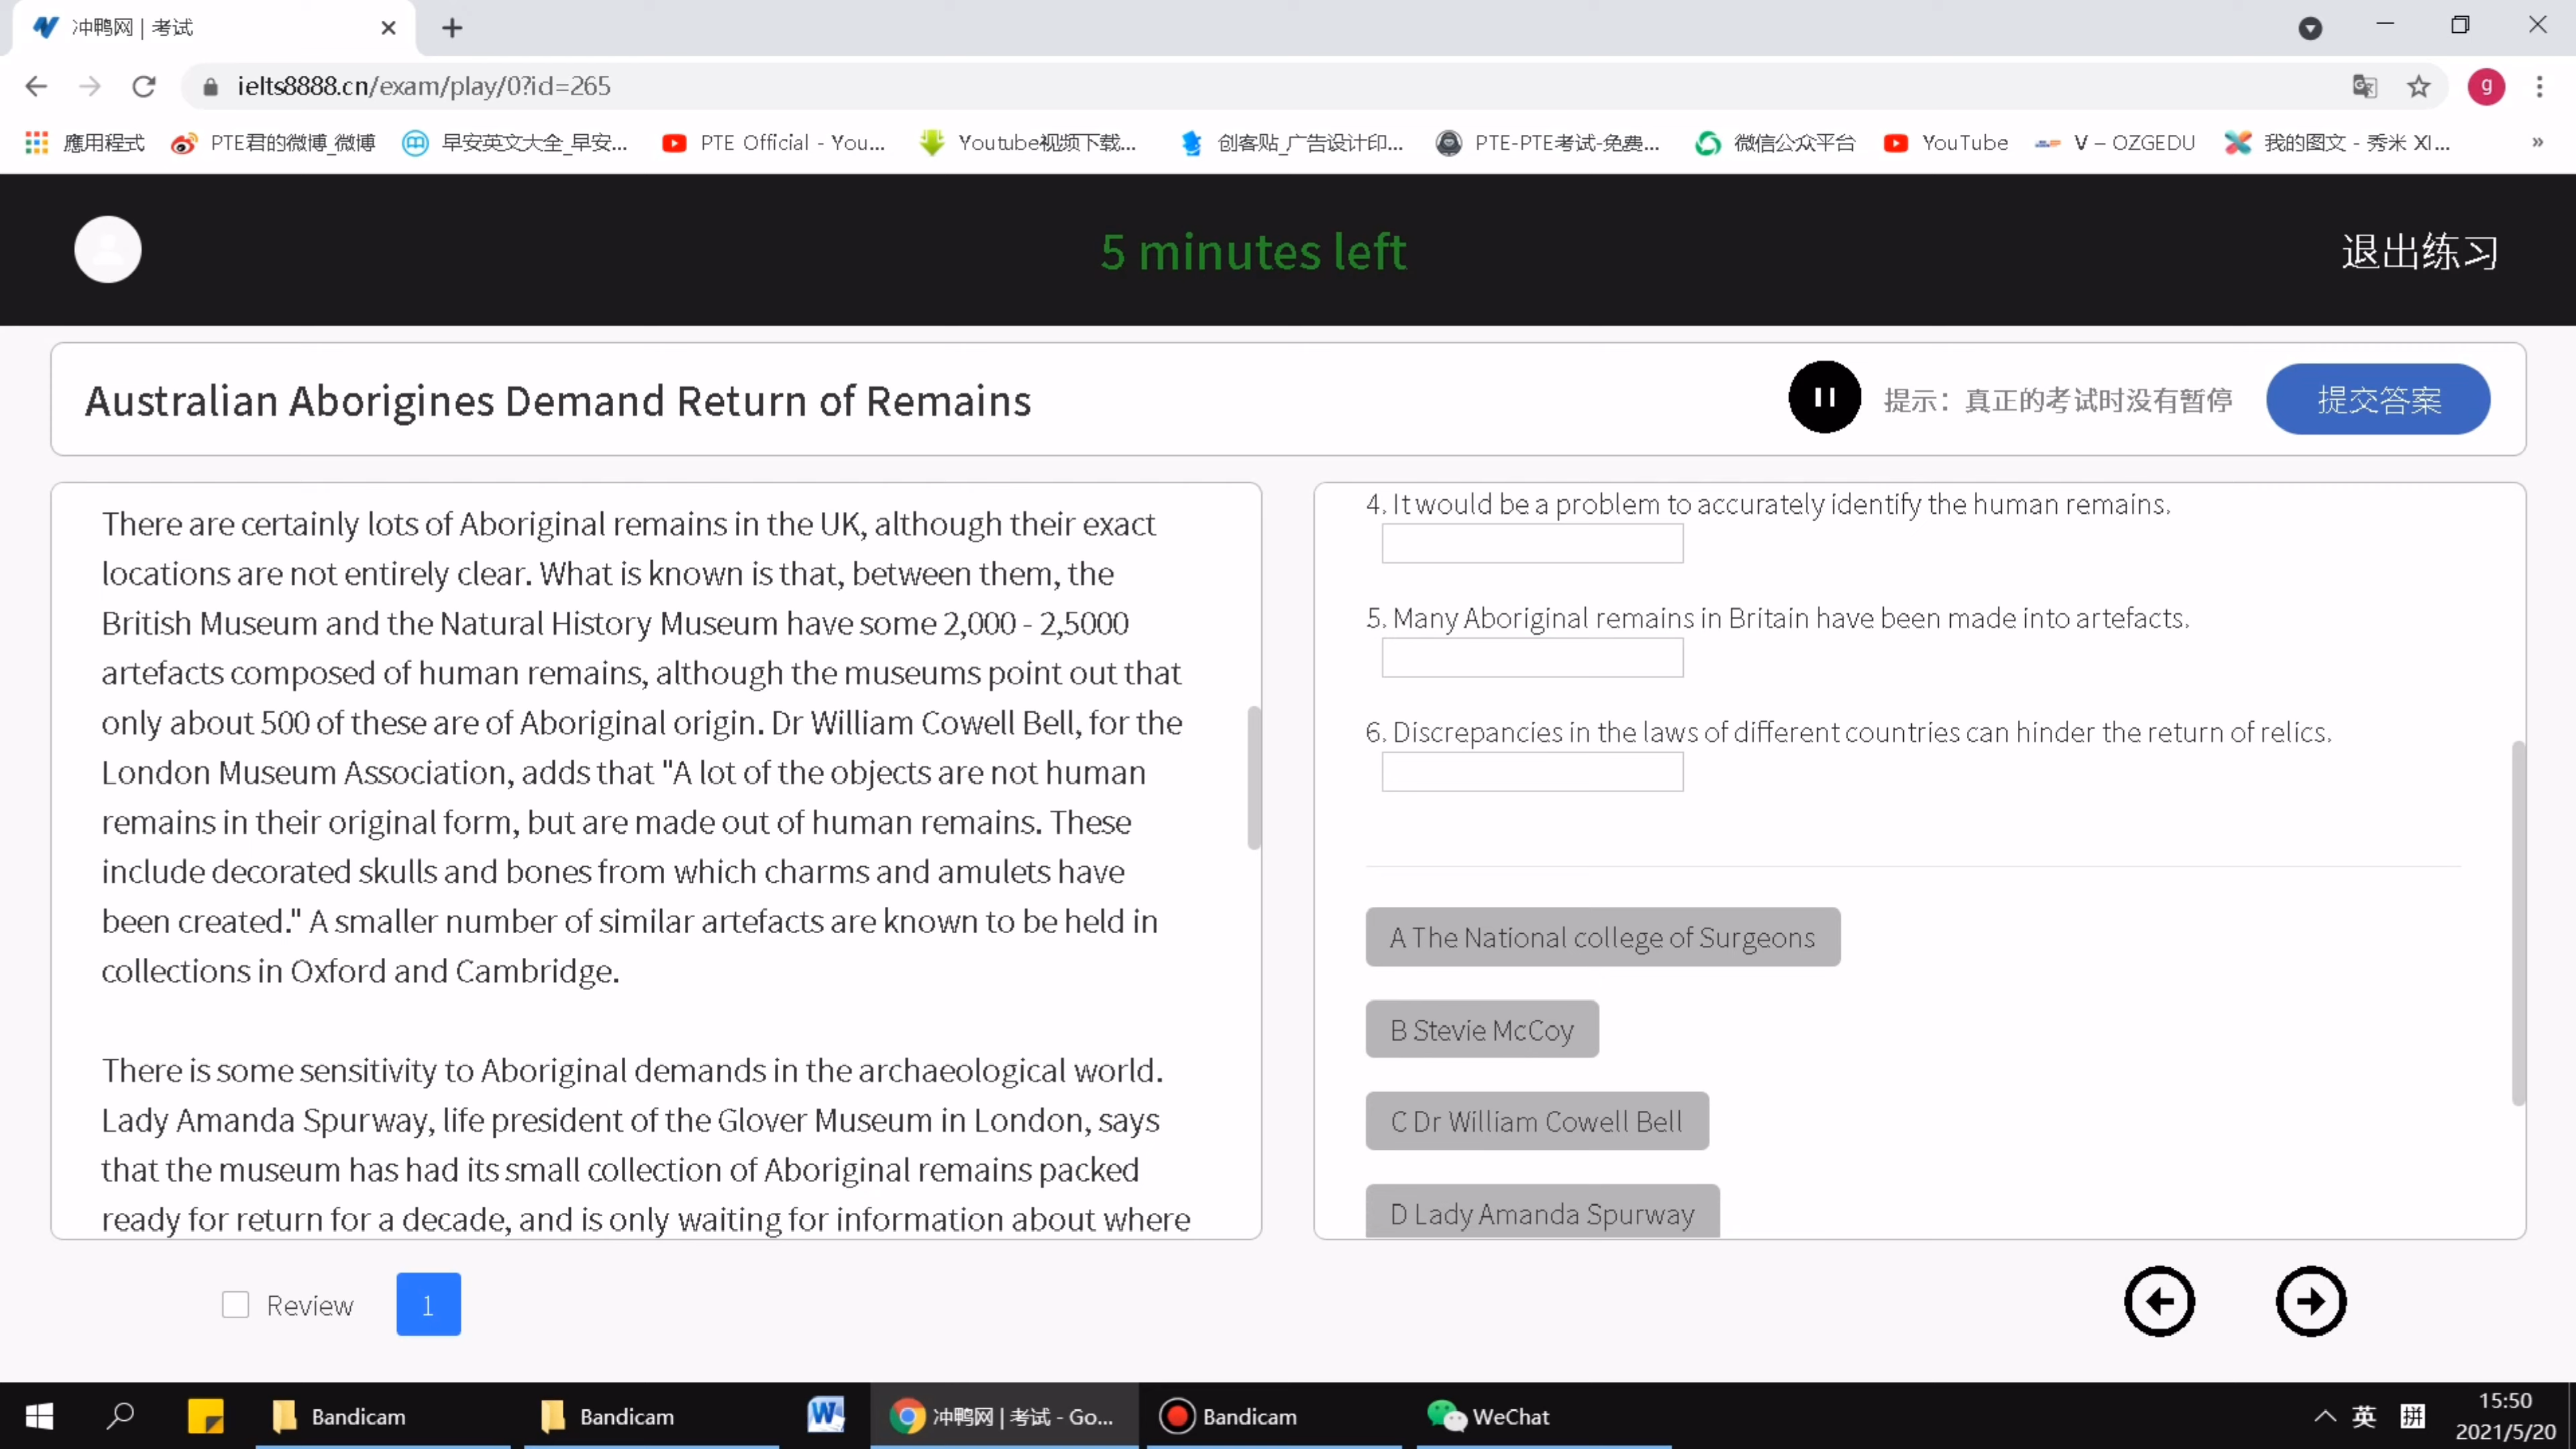 冲鸭网 | 考试
ielts8888.cn/exam/play/0?id=265
g
應用程式 PTE君的微博_微博 早安英文大全_早安... PTE Official - You... Youtube视频下载... 创客贴_广告设计印... PTE-PTE考试-免费... 微信公众平台 YouTube V – OZGEDU 我的图文 - 秀米 XI... »
5 minutes left
退出练习
Australian Aborigines Demand Return of Remains
提示：真正的考试时没有暂停
提交答案
There are certainly lots of Aboriginal remains in the UK, although their exact
locations are not entirely clear. What is known is that, between them, the
British Museum and the Natural History Museum have some 2,000 - 2,5000
artefacts composed of human remains, although the museums point out that
only about 500 of these are of Aboriginal origin. Dr William Cowell Bell, for the
London Museum Association, adds that "A lot of the objects are not human
remains in their original form, but are made out of human remains. These
include decorated skulls and bones from which charms and amulets have
been created." A smaller number of similar artefacts are known to be held in
collections in Oxford and Cambridge.
There is some sensitivity to Aboriginal demands in the archaeological world.
Lady Amanda Spurway, life president of the Glover Museum in London, says
that the museum has had its small collection of Aboriginal remains packed
ready for return for a decade, and is only waiting for information about where
4. It would be a problem to accurately identify the human remains.
5. Many Aboriginal remains in Britain have been made into artefacts.
6. Discrepancies in the laws of different countries can hinder the return of relics.
A The National college of Surgeons
B Stevie McCoy
C Dr William Cowell Bell
D Lady Amanda Spurway
Review
1
Bandicam
Bandicam
W
冲鸭网 | 考试 - Go...
Bandicam
WeChat
英
拼
15:50
2021/5/20